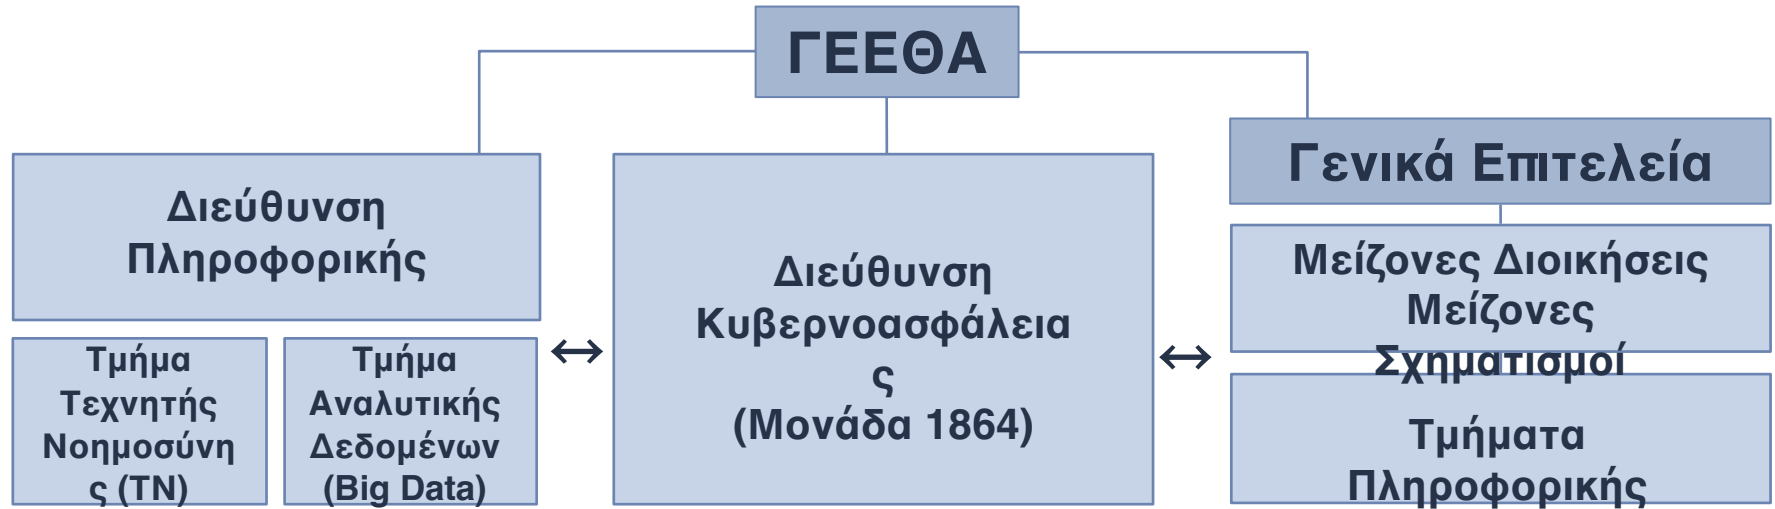 ΓΕΕΘΑ
Διεύθυνση
Πληροφορικής
Τμήμα
Τεχνητής
Νοημοσύνη
ς (ΤΝ)
Τμήμα
Αναλυτικής
Δεδομένων
(Big Data)
↔
Διεύθυνση
Κυβερνοασφάλεια
ς
(Μονάδα 1864)
↔
Γενικά Επιτελεία
Μείζονες Διοικήσεις
Μείζονες
Σχηματισμοί
Τμήματα
Πληροφορικής